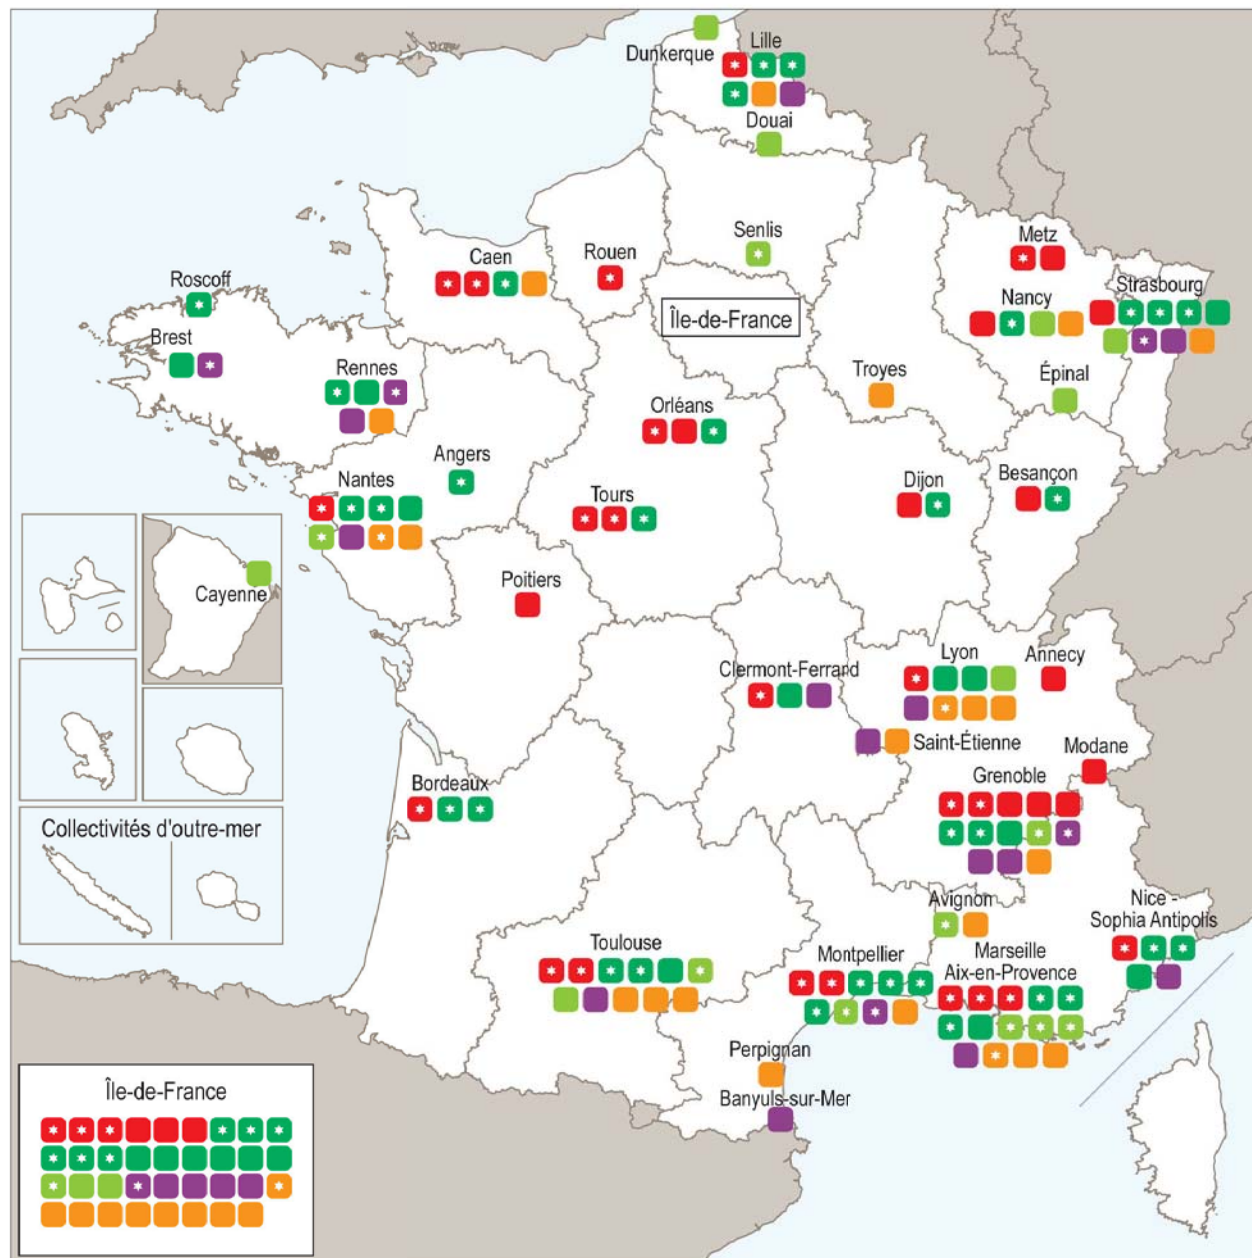 Dunkerque
Lille
Douai
Senlis
Caen
Rouen
Metz
Roscoff
Nancy
Strasbourg
Île-de-France
Brest
Rennes
Troyes
Épinal
Orléans
Angers
Nantes
Tours
Dijon
Besançon
Cayenne
Poitiers
Clermont-Ferrand
Lyon
Annecy
Saint-Étienne
Modane
Bordeaux
Grenoble
Collectivités d'outre-mer
Avignon
Nice -
Sophia Antipolis
Toulouse
Montpellier
Marseille
Aix-en-Provence
Perpignan
Banyuls-sur-Mer
Île-de-France